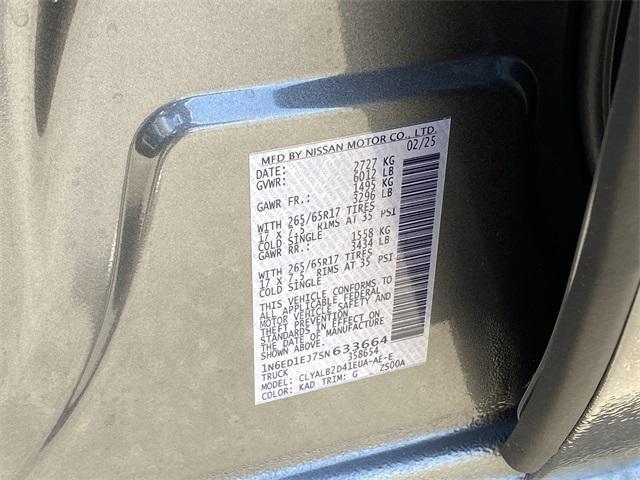 MFD BY NISSAN MOTOR CO., LTD.
DATE: 02/25
GVWR: 2727 KG
6012 LB
GAWR FR.: 1495 KG
3296 LB
WITH 265/65R17 TIRES
17 X 7.5 RIMS AT 35 PSI
COLD SINGLE
GAWR RR.: 1558 KG
3434 LB
WITH 265/65R17 TIRES
17 X 7.5 RIMS AT 35 PSI
COLD SINGLE
THIS VEHICLE CONFORMS TO
ALL APPLICABLE FEDERAL
MOTOR VEHICLE SAFETY AND
THEFT PREVENTION
STANDARDS IN EFFECT ON
THE DATE OF MANUFACTURE
SHOWN ABOVE.
1N6ED1EJ7SN633664
TRUCK 358654
MODEL: CLYALB2D41EUA-AE-E
COLOR: KAD TRIM: G ZS00A